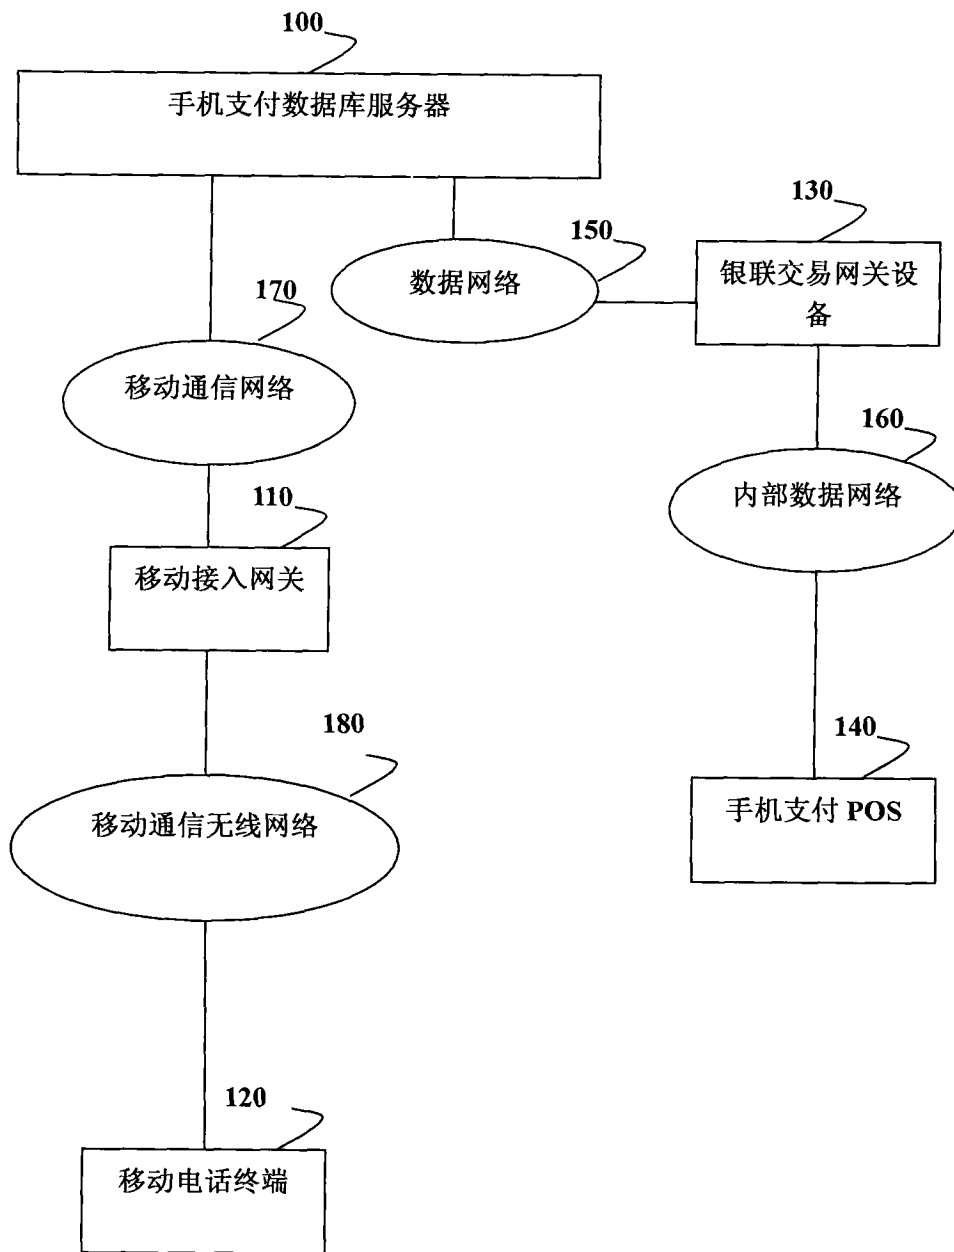 100
手机支付数据库服务器
130
150
银联交易网关设
备
数据网络
170
移动通信网络
160
内部数据网络
110
移动接入网关
180
140
移动通信无线网络
手机支付 POS
120
移动电话终端